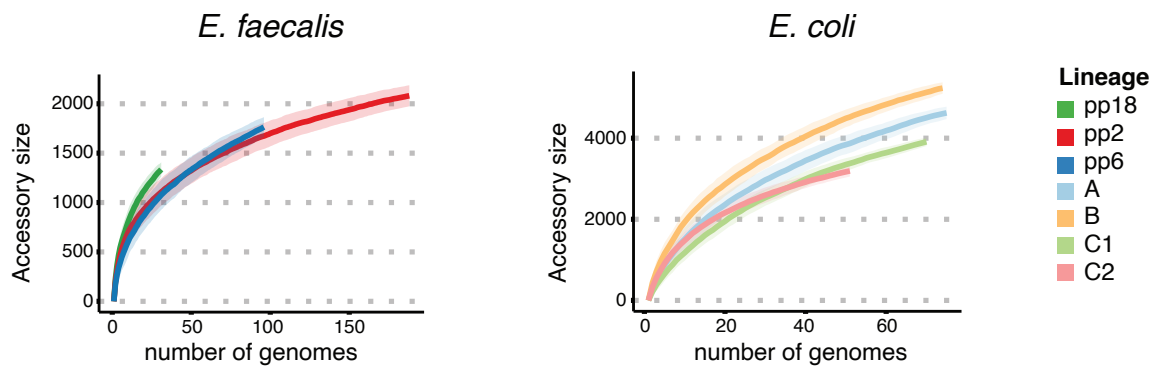 E. faecalis
Accessory size
2000
1500
1000
500
0
0 50 100 150
number of genomes
E. coli
Accessory size
4000
2000
0
0 20 40 60
number of genomes
Lineage
pp18
pp2
pp6
A
B
C1
C2